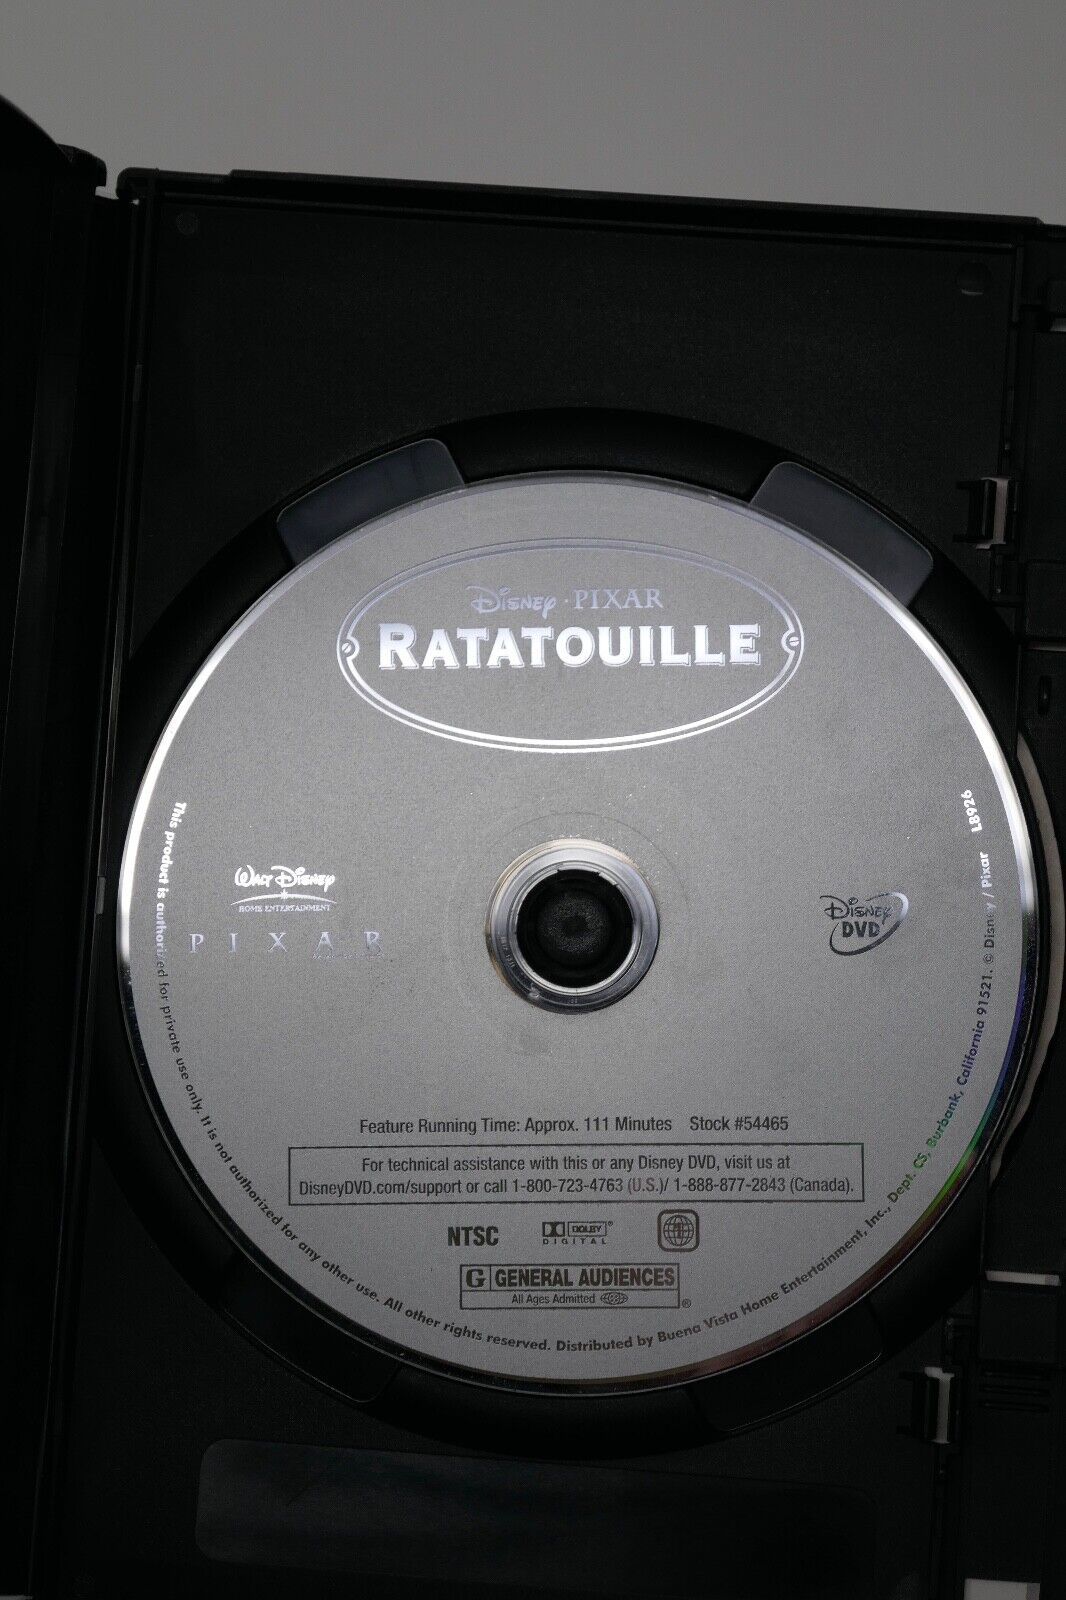 Disney · PIXAR
RATATOUILLE
WALT DISNEY
HOME ENTERTAINMENT
PIXAR
Disney
DVD
Feature Running Time: Approx. 111 Minutes Stock #54465
For technical assistance with this or any Disney DVD, visit us at
DisneyDVD.com/support or call 1-800-723-4763 (U.S.)/ 1-888-877-2843 (Canada).
NTSC
DOLBY®
DIGITAL
G GENERAL AUDIENCES
All Ages Admitted ®
This product is authorized for private use only. It is not authorized for any other use. All other rights reserved. Distributed by Buena Vista Home Entertainment, Inc., Dept. CS, Burbank, California 91521. © Disney / Pixar L8926